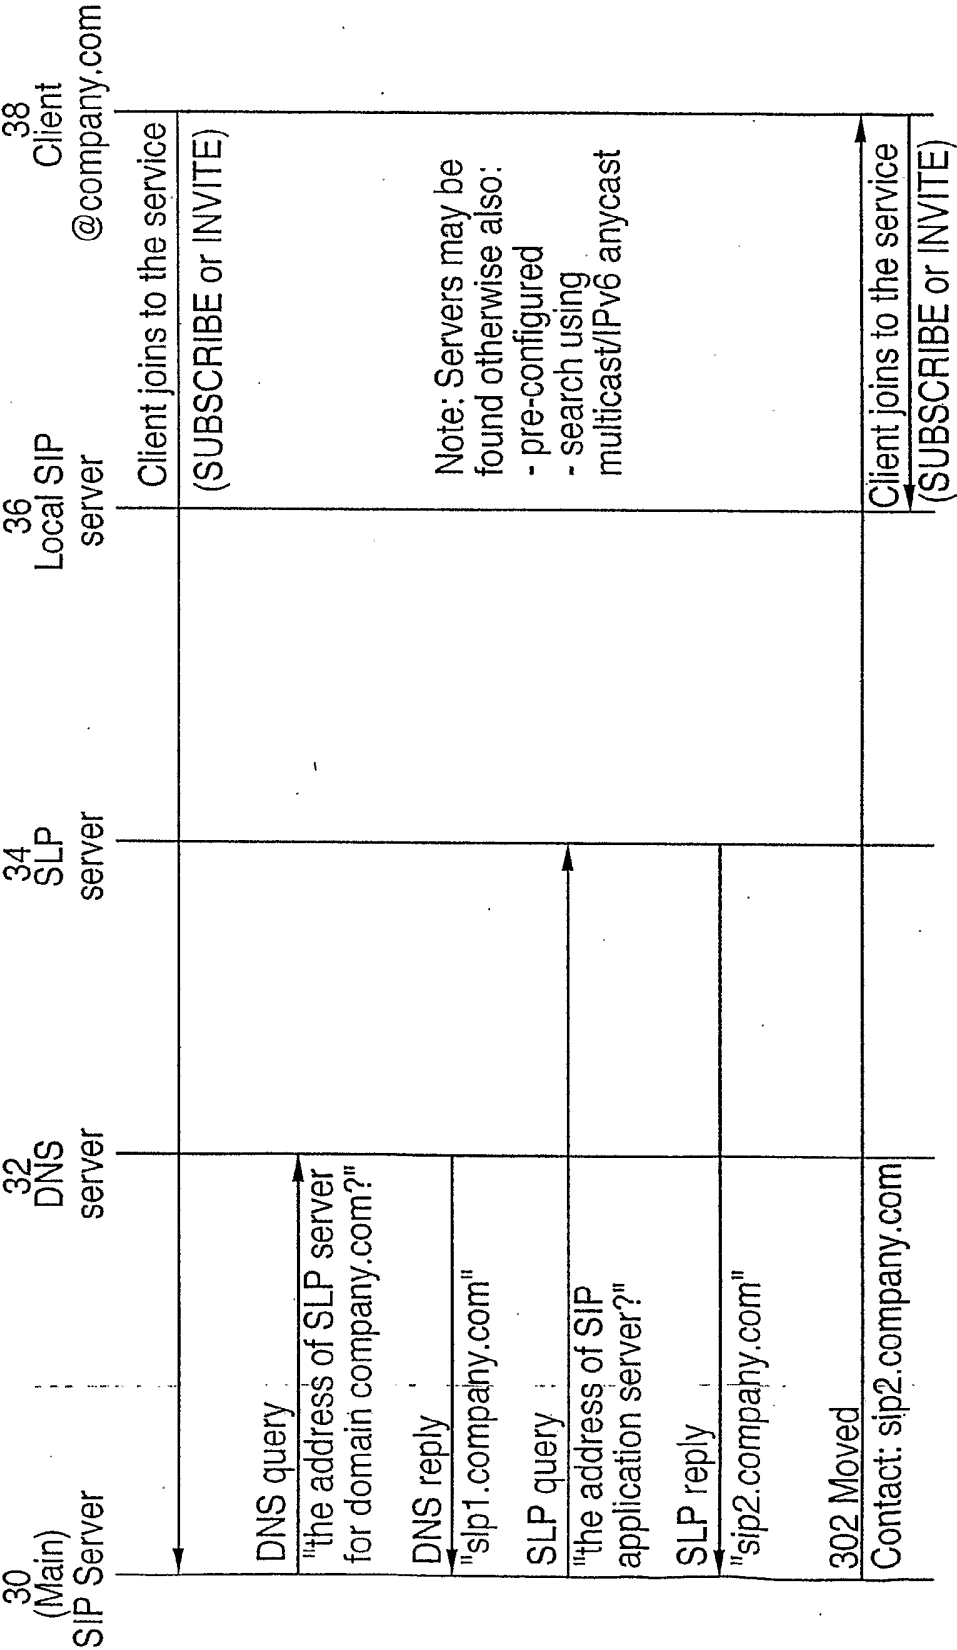 30
(Main)
SIP Server
32
DNS
server
34
SLP
server
36
Local SIP
server
38
Client
@company.com
Client joins to the service
(SUBSCRIBE or INVITE)
DNS query
"the address of SLP server
for domain company.com?"
DNS reply
"slp1.company.com"
Note: Servers may be
found otherwise also:
- pre-configured
- search using
multicast/IPv6 anycast
SLP query
"the address of SIP
application server?"
SLP reply
"sip2.company.com"
302 Moved
Contact: sip2.company.com
Client joins to the service
(SUBSCRIBE or INVITE)